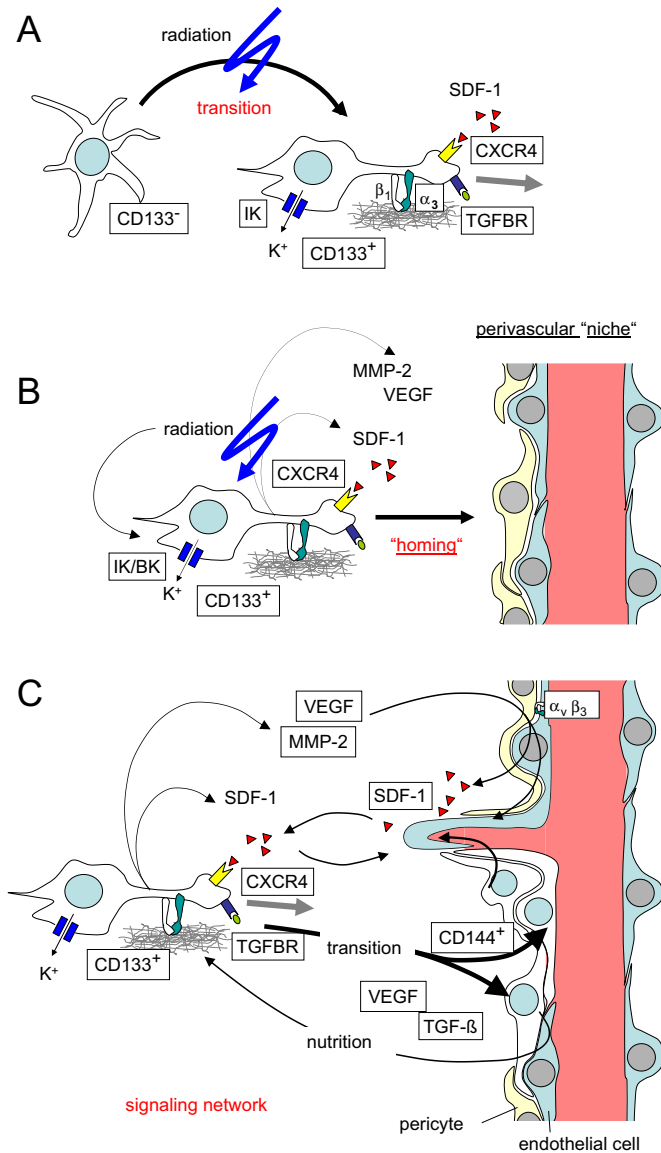 A
radiation
transition
SDF-1
CXCR4
β1
α3
IK
TGFBR
CD133-
K+
CD133+
perivascular "niche"
B
MMP-2
VEGF
radiation
SDF-1
CXCR4
"homing"
IK/BK
K+
CD133+
C
VEGF
MMP-2
αv β3
SDF-1
SDF-1
CXCR4
TGFBR
CD144+
K+
CD133+
transition
VEGF
TGF-ß
nutrition
signaling network
pericyte
endothelial cell